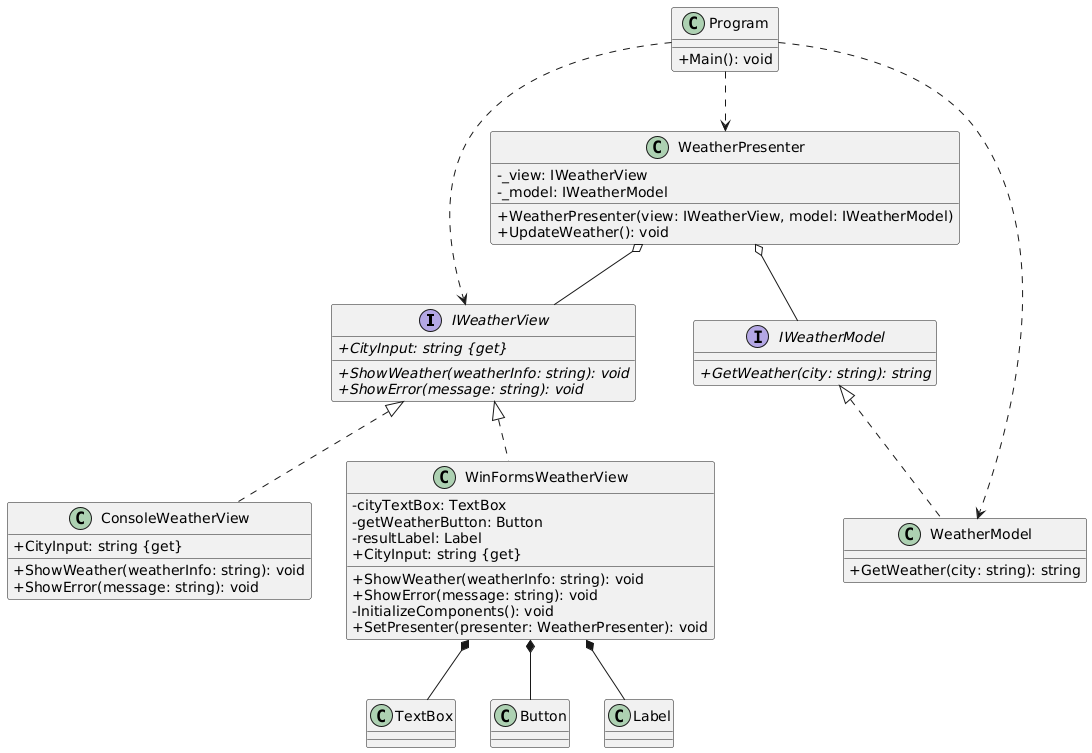 C Program
+Main(): void
C WeatherPresenter
-_view: IWeatherView
-_model: IWeatherModel
+WeatherPresenter(view: IWeatherView, model: IWeatherModel)
+UpdateWeather(): void
I IWeatherView
+CityInput: string {get}
+ShowWeather(weatherInfo: string): void
+ShowError(message: string): void
I IWeatherModel
+GetWeather(city: string): string
C ConsoleWeatherView
+CityInput: string {get}
+ShowWeather(weatherInfo: string): void
+ShowError(message: string): void
C WinFormsWeatherView
-cityTextBox: TextBox
-getWeatherButton: Button
-resultLabel: Label
+CityInput: string {get}
+ShowWeather(weatherInfo: string): void
+ShowError(message: string): void
-InitializeComponents(): void
+SetPresenter(presenter: WeatherPresenter): void
C WeatherModel
+GetWeather(city: string): string
C TextBox
C Button
C Label